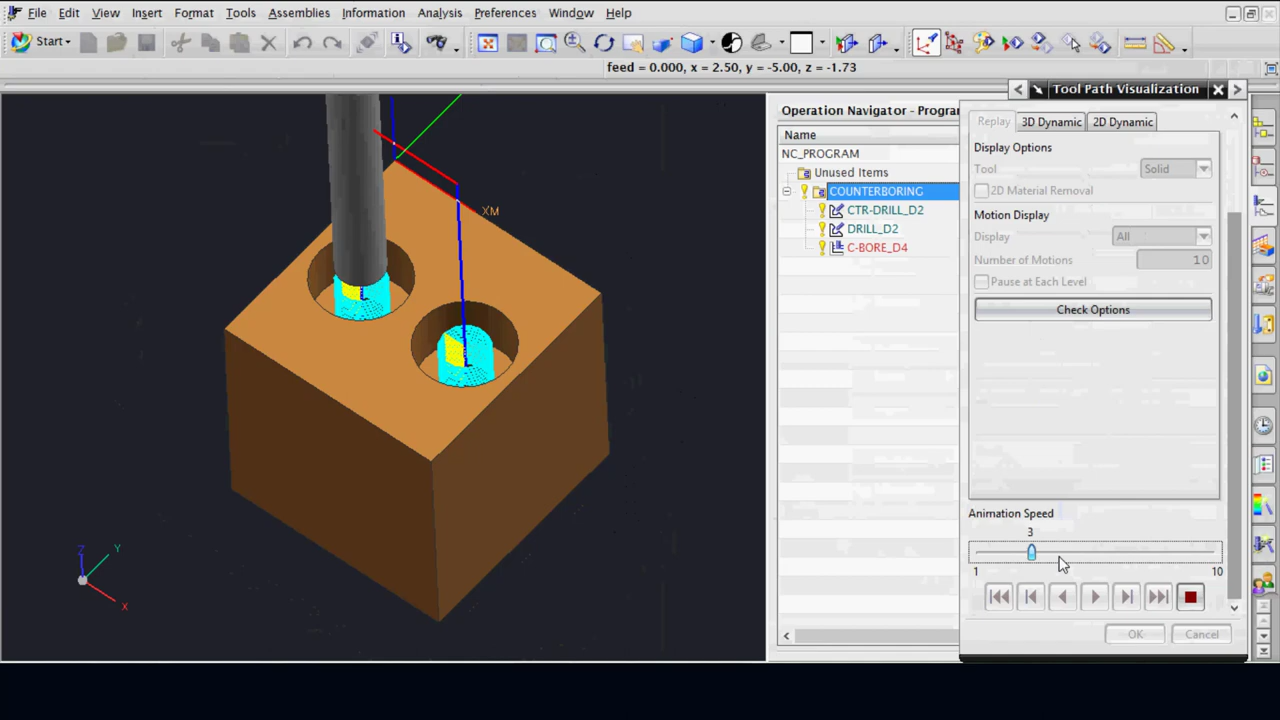 File Edit View Insert Format Tools Assemblies Information Analysis Preferences Window Help
Start
feed = 0.000, x = 2.50, y = -5.00, z = -1.73
Tool Path Visualization
Operation Navigator - Progra
Name
NC_PROGRAM
Unused Items
COUNTERBORING
CTR-DRILL_D2
DRILL_D2
C-BORE_D4
Replay 3D Dynamic 2D Dynamic
Display Options
Tool Solid
2D Material Removal
Motion Display
Display All
Number of Motions 10
Pause at Each Level
Check Options
Animation Speed
3
1 10
OK Cancel
XM
Z
Y
X